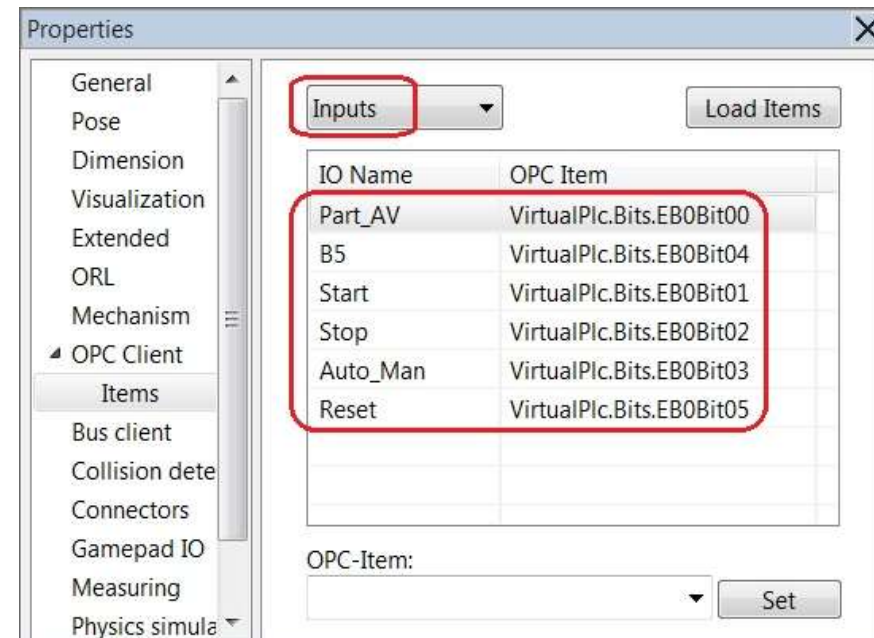 Properties
General
Pose
Dimension
Visualization
Extended
ORL
Mechanism
OPC Client
Items
Bus client
Collision dete
Connectors
Gamepad IO
Measuring
Physics simula
Inputs
Load Items
IO Name OPC Item
Part_AV VirtualPlc.Bits.EB0Bit00
B5 VirtualPlc.Bits.EB0Bit04
Start VirtualPlc.Bits.EB0Bit01
Stop VirtualPlc.Bits.EB0Bit02
Auto_Man VirtualPlc.Bits.EB0Bit03
Reset VirtualPlc.Bits.EB0Bit05
OPC-Item:
Set